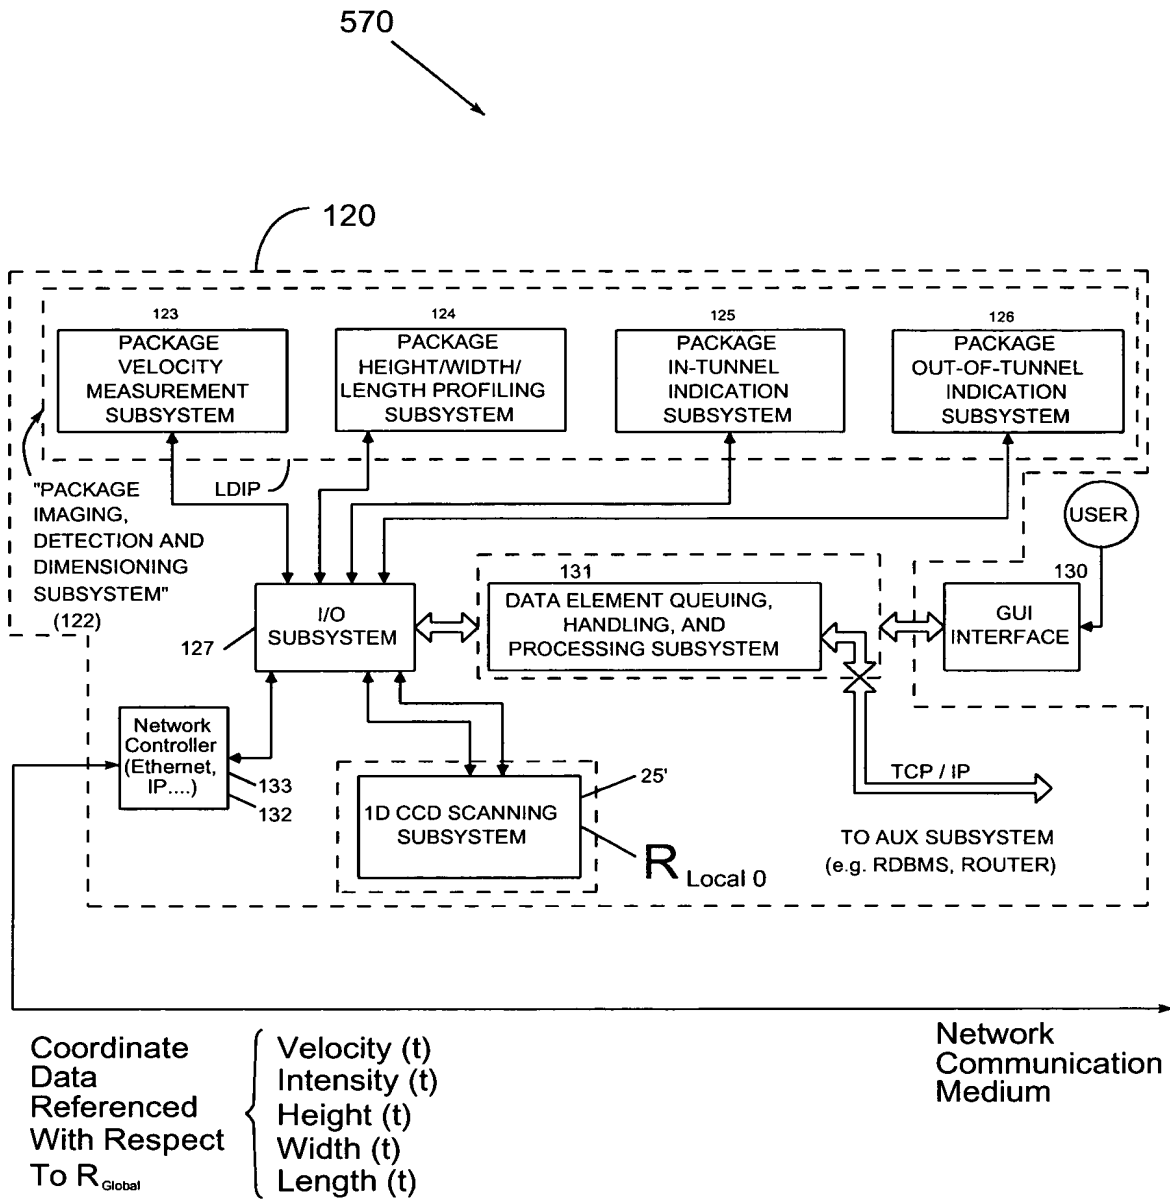 570
120
123
PACKAGE
VELOCITY
MEASUREMENT
SUBSYSTEM
124
PACKAGE
HEIGHT/WIDTH/
LENGTH PROFILING
SUBSYSTEM
125
PACKAGE
IN-TUNNEL
INDICATION
SUBSYSTEM
126
PACKAGE
OUT-OF-TUNNEL
INDICATION
SUBSYSTEM
LDIP
"PACKAGE
IMAGING,
DETECTION AND
DIMENSIONING
SUBSYSTEM"
(122)
USER
I/O
SUBSYSTEM
127
131
DATA ELEMENT QUEUING,
HANDLING, AND
PROCESSING SUBSYSTEM
130
GUI
INTERFACE
Network
Controller
(Ethernet,
IP....)
133
132
1D CCD SCANNING
SUBSYSTEM
25'
R Local 0
TCP / IP
TO AUX SUBSYSTEM
(e.g. RDBMS, ROUTER)
Coordinate
Data
Referenced
With Respect
To R Global
Velocity (t)
Intensity (t)
Height (t)
Width (t)
Length (t)
Network
Communication
Medium